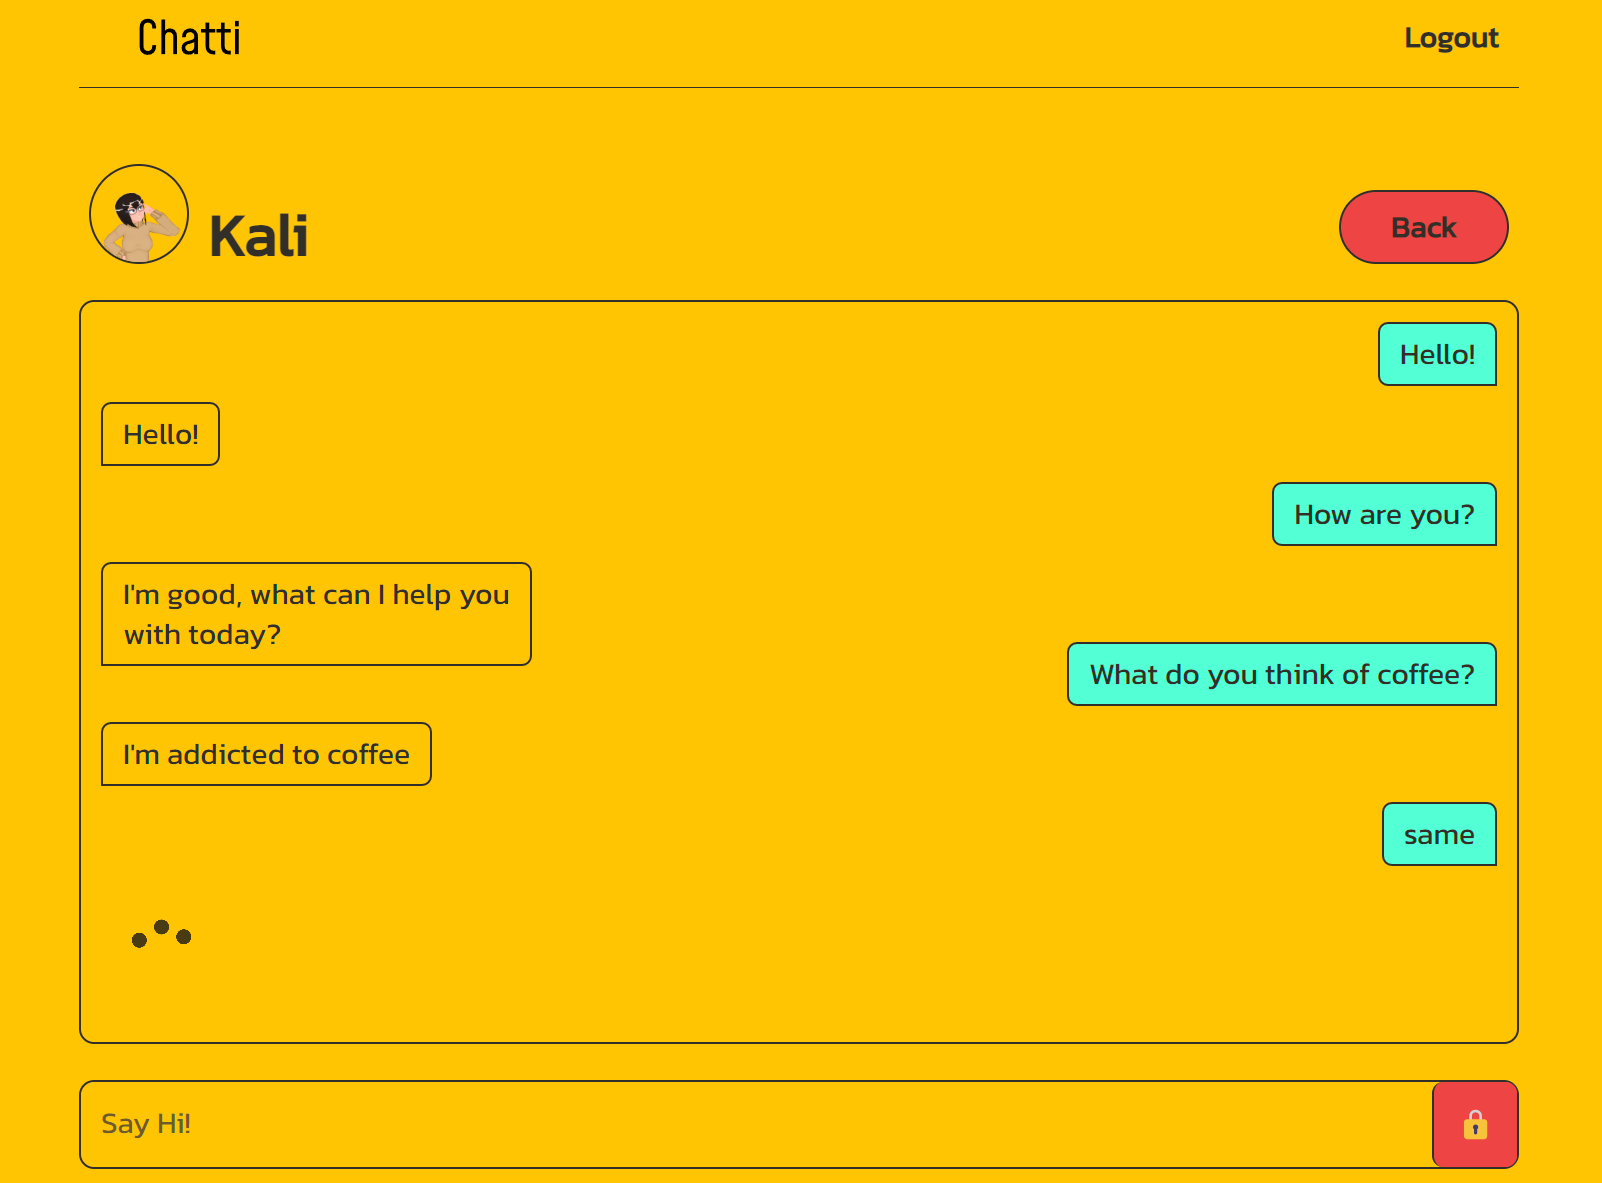 Chatti
Logout
Kali
Back
Hello!
Hello!
How are you?
I'm good, what can I help you
with today?
What do you think of coffee?
I'm addicted to coffee
same
Say Hi!